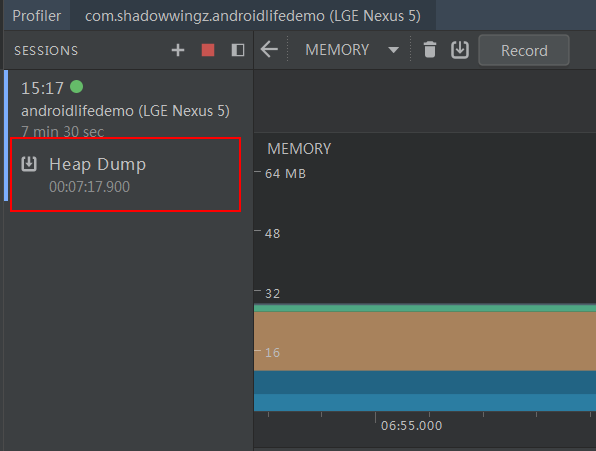 Profiler com.shadowwingz.androidlifedemo (LGE Nexus 5)
SESSIONS MEMORY Record
15:17
androidlifedemo (LGE Nexus 5)
7 min 30 sec
Heap Dump
00:07:17.900
MEMORY
64 MB
48
32
16
06:55.000